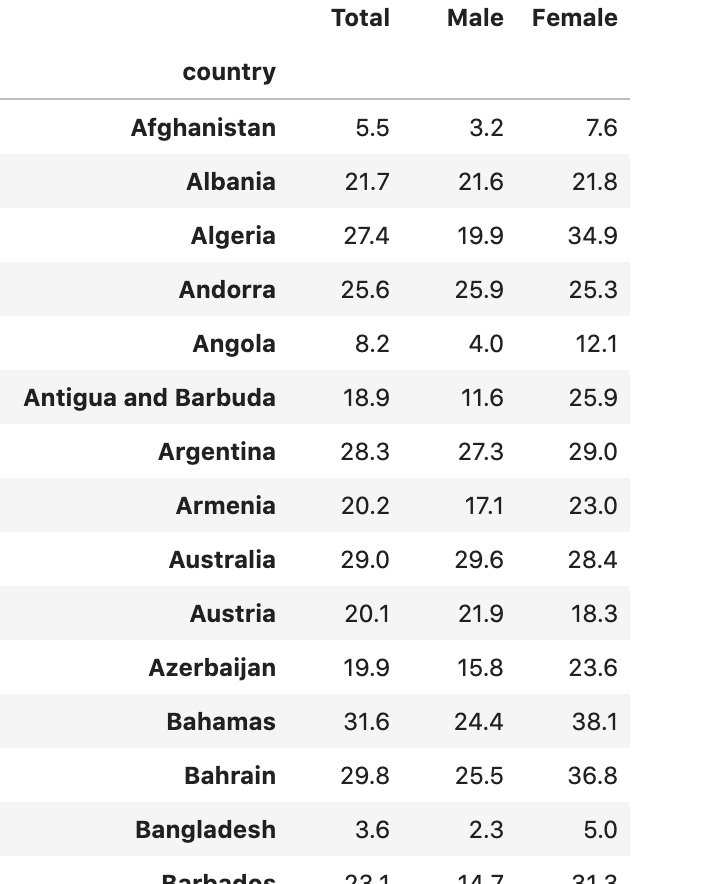 Total Male Female
country
Afghanistan 5.5 3.2 7.6
Albania 21.7 21.6 21.8
Algeria 27.4 19.9 34.9
Andorra 25.6 25.9 25.3
Angola 8.2 4.0 12.1
Antigua and Barbuda 18.9 11.6 25.9
Argentina 28.3 27.3 29.0
Armenia 20.2 17.1 23.0
Australia 29.0 29.6 28.4
Austria 20.1 21.9 18.3
Azerbaijan 19.9 15.8 23.6
Bahamas 31.6 24.4 38.1
Bahrain 29.8 25.5 36.8
Bangladesh 3.6 2.3 5.0
Barbados 23.1 14.7 31.3